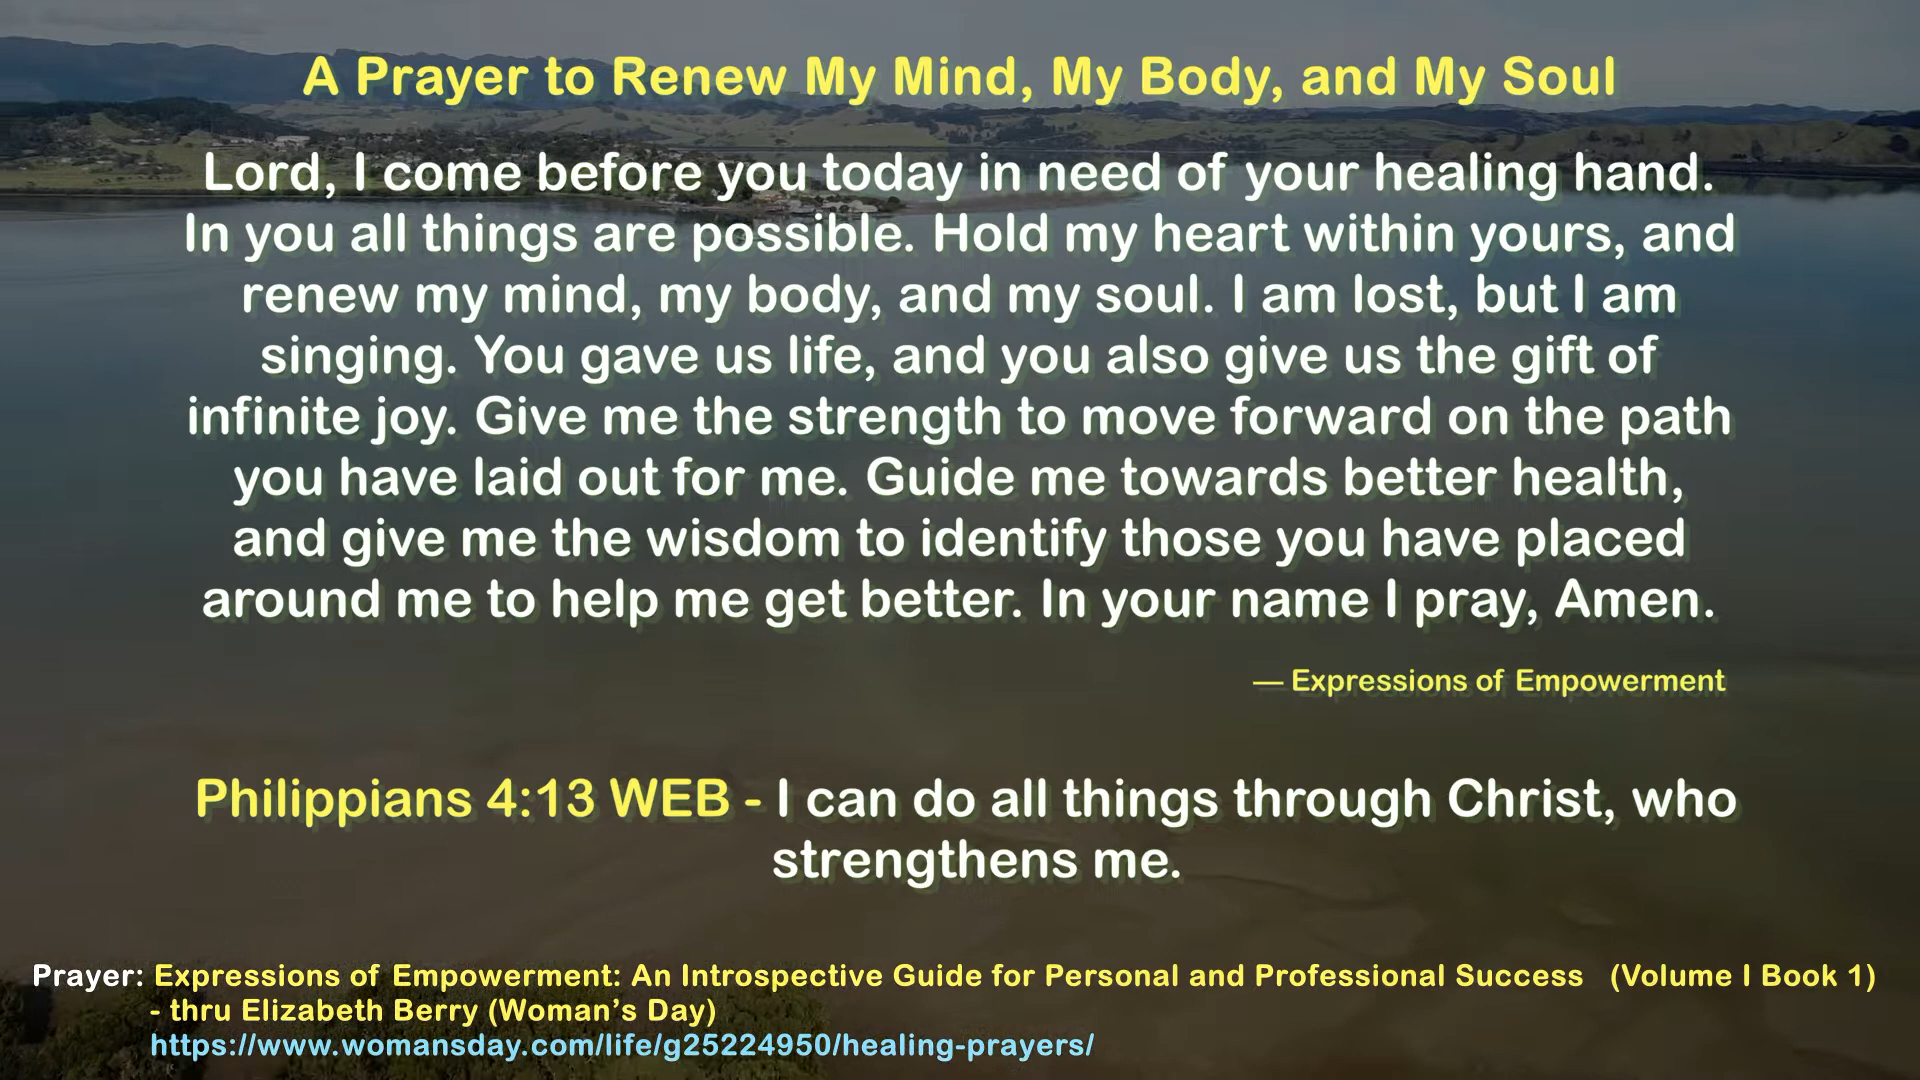 A Prayer to Renew My Mind, My Body, and My Soul
Lord, I come before you today in need of your healing hand.
In you all things are possible. Hold my heart within yours, and
renew my mind, my body, and my soul. I am lost, but I am
singing. You gave us life, and you also give us the gift of
infinite joy. Give me the strength to move forward on the path
you have laid out for me. Guide me towards better health,
and give me the wisdom to identify those you have placed
around me to help me get better. In your name I pray, Amen.
— Expressions of Empowerment
Philippians 4:13 WEB - I can do all things through Christ, who
strengthens me.
Prayer: Expressions of Empowerment: An Introspective Guide for Personal and Professional Success (Volume I Book 1)
- thru Elizabeth Berry (Woman’s Day)
https://www.womansday.com/life/g25224950/healing-prayers/